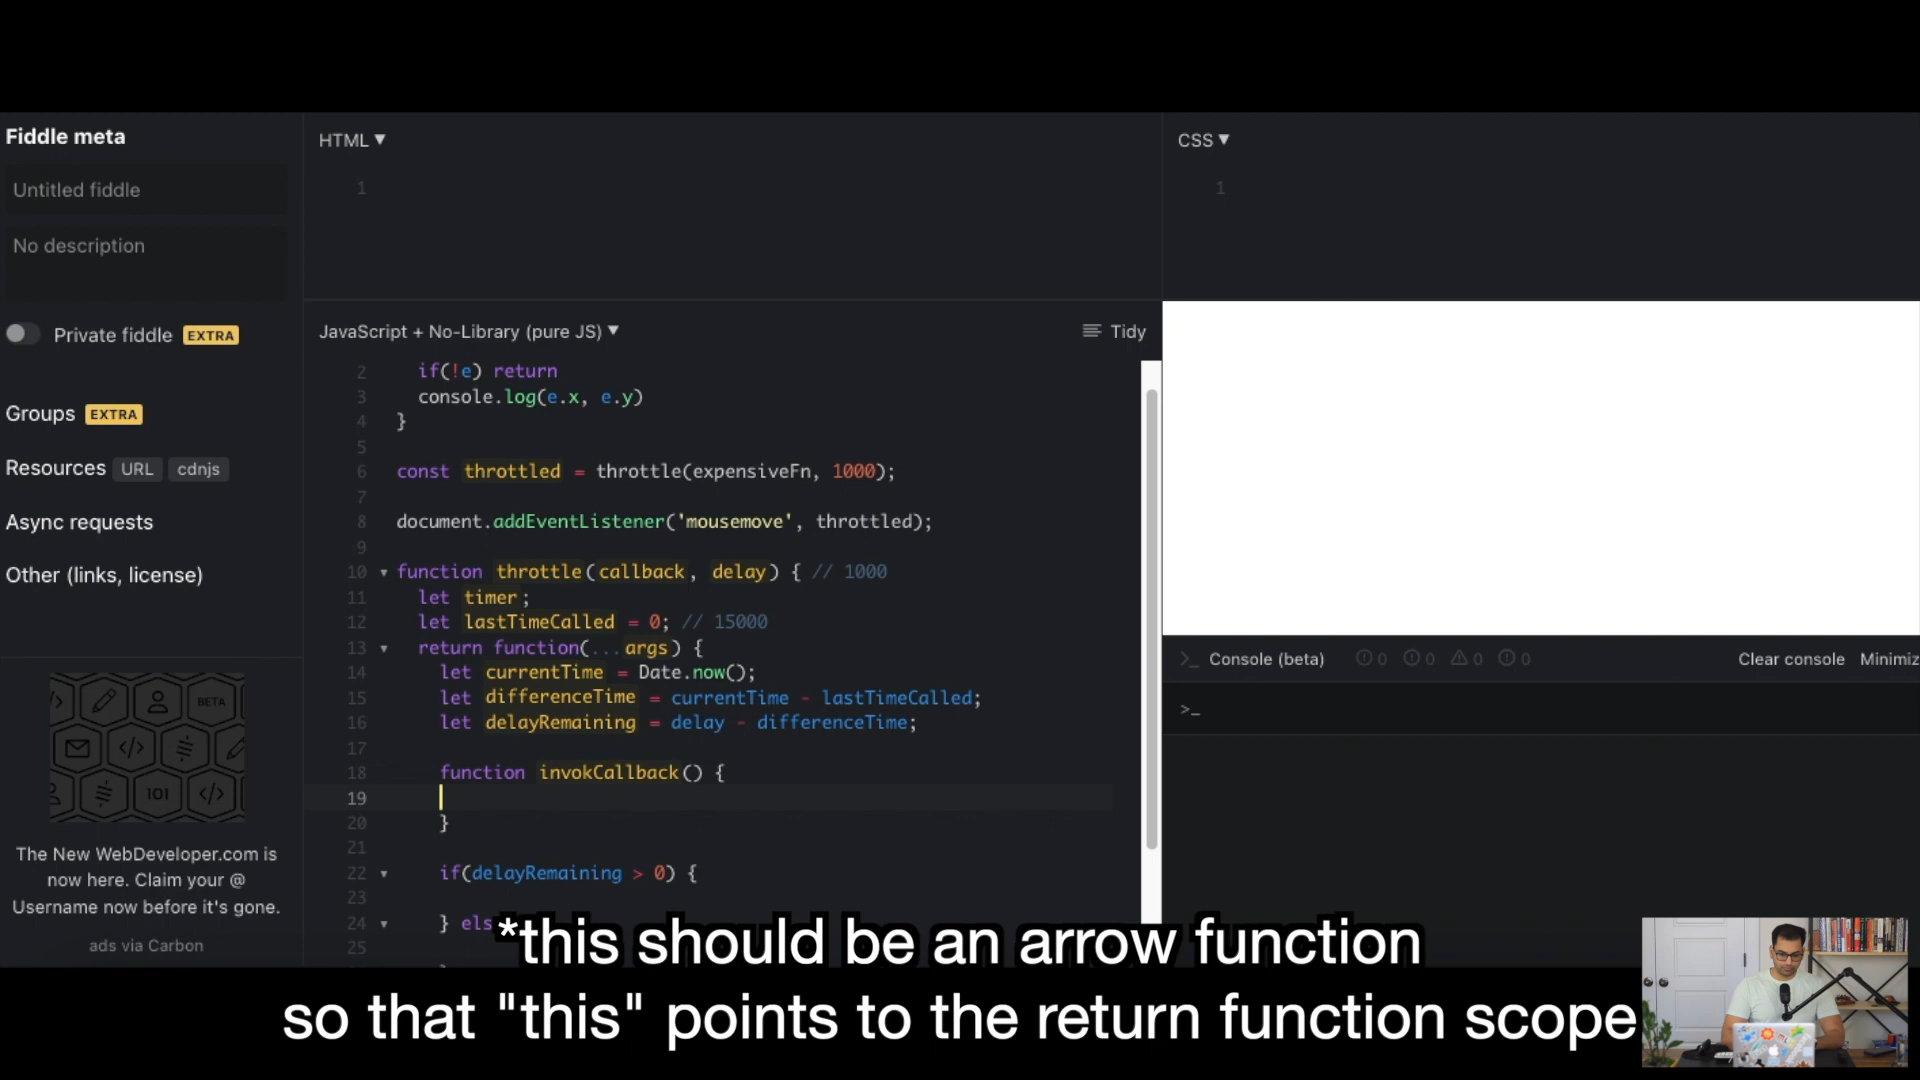 Fiddle meta
Untitled fiddle
No description
Private fiddle EXTRA
Groups EXTRA
Resources URL cdnjs
Async requests
Other (links, license)
BETA
101
The New WebDeveloper.com is
now here. Claim your @
Username now before it's gone.
ads via Carbon
HTML ▼
1
CSS ▼
1
JavaScript + No-Library (pure JS) ▼
Tidy
2 if(!e) return
3 console.log(e.x, e.y)
4 }
5
6 const throttled = throttle(expensiveFn, 1000);
7
8 document.addEventListener('mousemove', throttled);
9
10 function throttle(callback, delay) { // 1000
11 let timer;
12 let lastTimeCalled = 0; // 15000
13 return function(...args) {
14 let currentTime = Date.now();
15 let differenceTime = currentTime - lastTimeCalled;
16 let delayRemaining = delay - differenceTime;
17
18 function invokCallback() {
19
20 }
21
22 if(delayRemaining > 0) {
23
24 } els
25
>_ Console (beta) 0 0 0 0 Clear console Minimiz
>_
*this should be an arrow function
so that "this" points to the return function scope